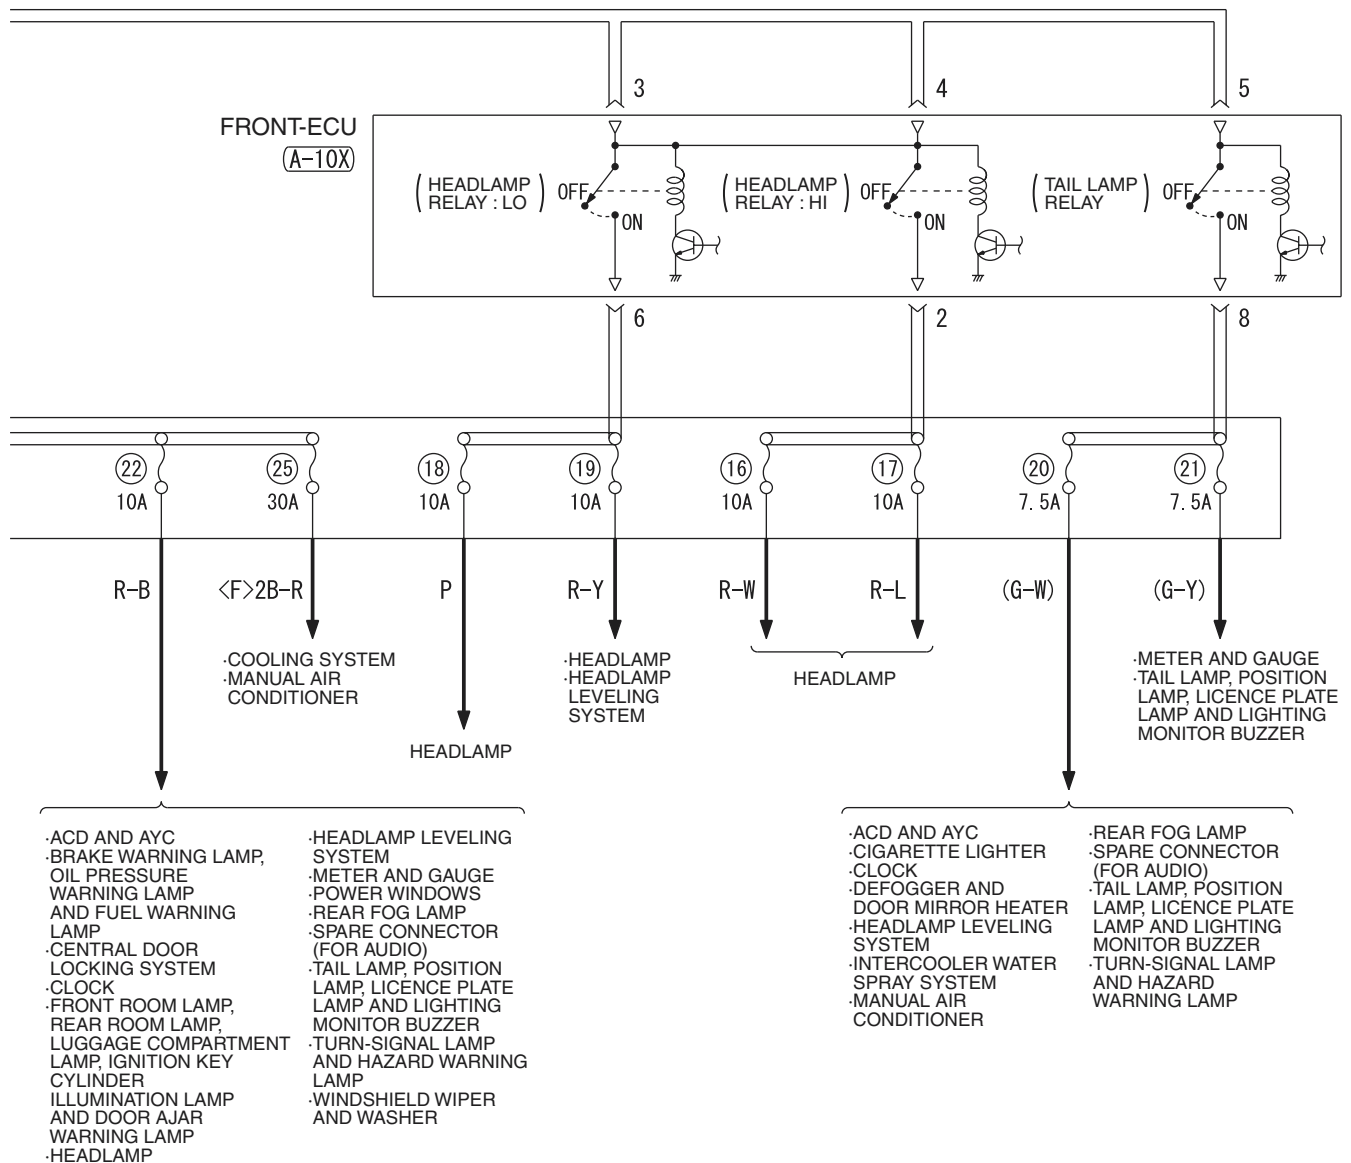 3
4
5
FRONT-ECU
A-10X
(HEADLAMP
RELAY : LO)
OFF
ON
(HEADLAMP
RELAY : HI)
OFF
ON
(TAIL LAMP
RELAY)
OFF
ON
6
2
8
22
10A
25
30A
18
10A
19
10A
16
10A
17
10A
20
7.5A
21
7.5A
R-B
<F>2B-R
P
R-Y
R-W
R-L
(G-W)
(G-Y)
·COOLING SYSTEM
·MANUAL AIR
CONDITIONER
HEADLAMP
·HEADLAMP
·HEADLAMP
LEVELING
SYSTEM
HEADLAMP
·METER AND GAUGE
·TAIL LAMP, POSITION
LAMP, LICENCE PLATE
LAMP AND LIGHTING
MONITOR BUZZER
·ACD AND AYC
·BRAKE WARNING LAMP,
OIL PRESSURE
WARNING LAMP
AND FUEL WARNING
LAMP
·CENTRAL DOOR
LOCKING SYSTEM
·CLOCK
·FRONT ROOM LAMP,
REAR ROOM LAMP,
LUGGAGE COMPARTMENT
LAMP, IGNITION KEY
CYLINDER
ILLUMINATION LAMP
AND DOOR AJAR
WARNING LAMP
·HEADLAMP
·HEADLAMP LEVELING
SYSTEM
·METER AND GAUGE
·POWER WINDOWS
·REAR FOG LAMP
·SPARE CONNECTOR
(FOR AUDIO)
·TAIL LAMP, POSITION
LAMP, LICENCE PLATE
LAMP AND LIGHTING
MONITOR BUZZER
·TURN-SIGNAL LAMP
AND HAZARD WARNING
LAMP
·WINDSHIELD WIPER
AND WASHER
·ACD AND AYC
·CIGARETTE LIGHTER
·CLOCK
·DEFOGGER AND
DOOR MIRROR HEATER
·HEADLAMP LEVELING
SYSTEM
·INTERCOOLER WATER
SPRAY SYSTEM
·MANUAL AIR
CONDITIONER
·REAR FOG LAMP
·SPARE CONNECTOR
(FOR AUDIO)
·TAIL LAMP, POSITION
LAMP, LICENCE PLATE
LAMP AND LIGHTING
MONITOR BUZZER
·TURN-SIGNAL LAMP
AND HAZARD
WARNING LAMP